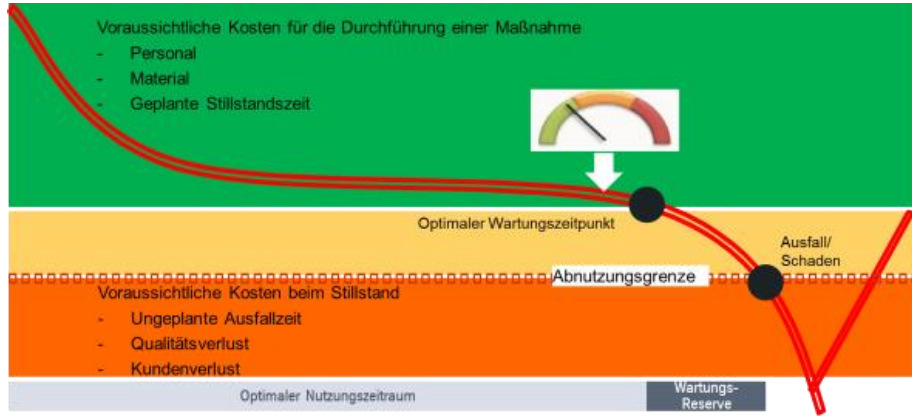 Voraussichtliche Kosten für die Durchführung einer Maßnahme
- Personal
- Material
- Geplante Stillstandszeit
Optimaler Wartungszeitpunkt
Ausfall/
Schaden
Abnutzungsgrenze
Voraussichtliche Kosten beim Stillstand
- Ungeplante Ausfallzeit
- Qualitätsverlust
- Kundenverlust
Optimaler Nutzungszeitraum
Wartungs-
Reserve